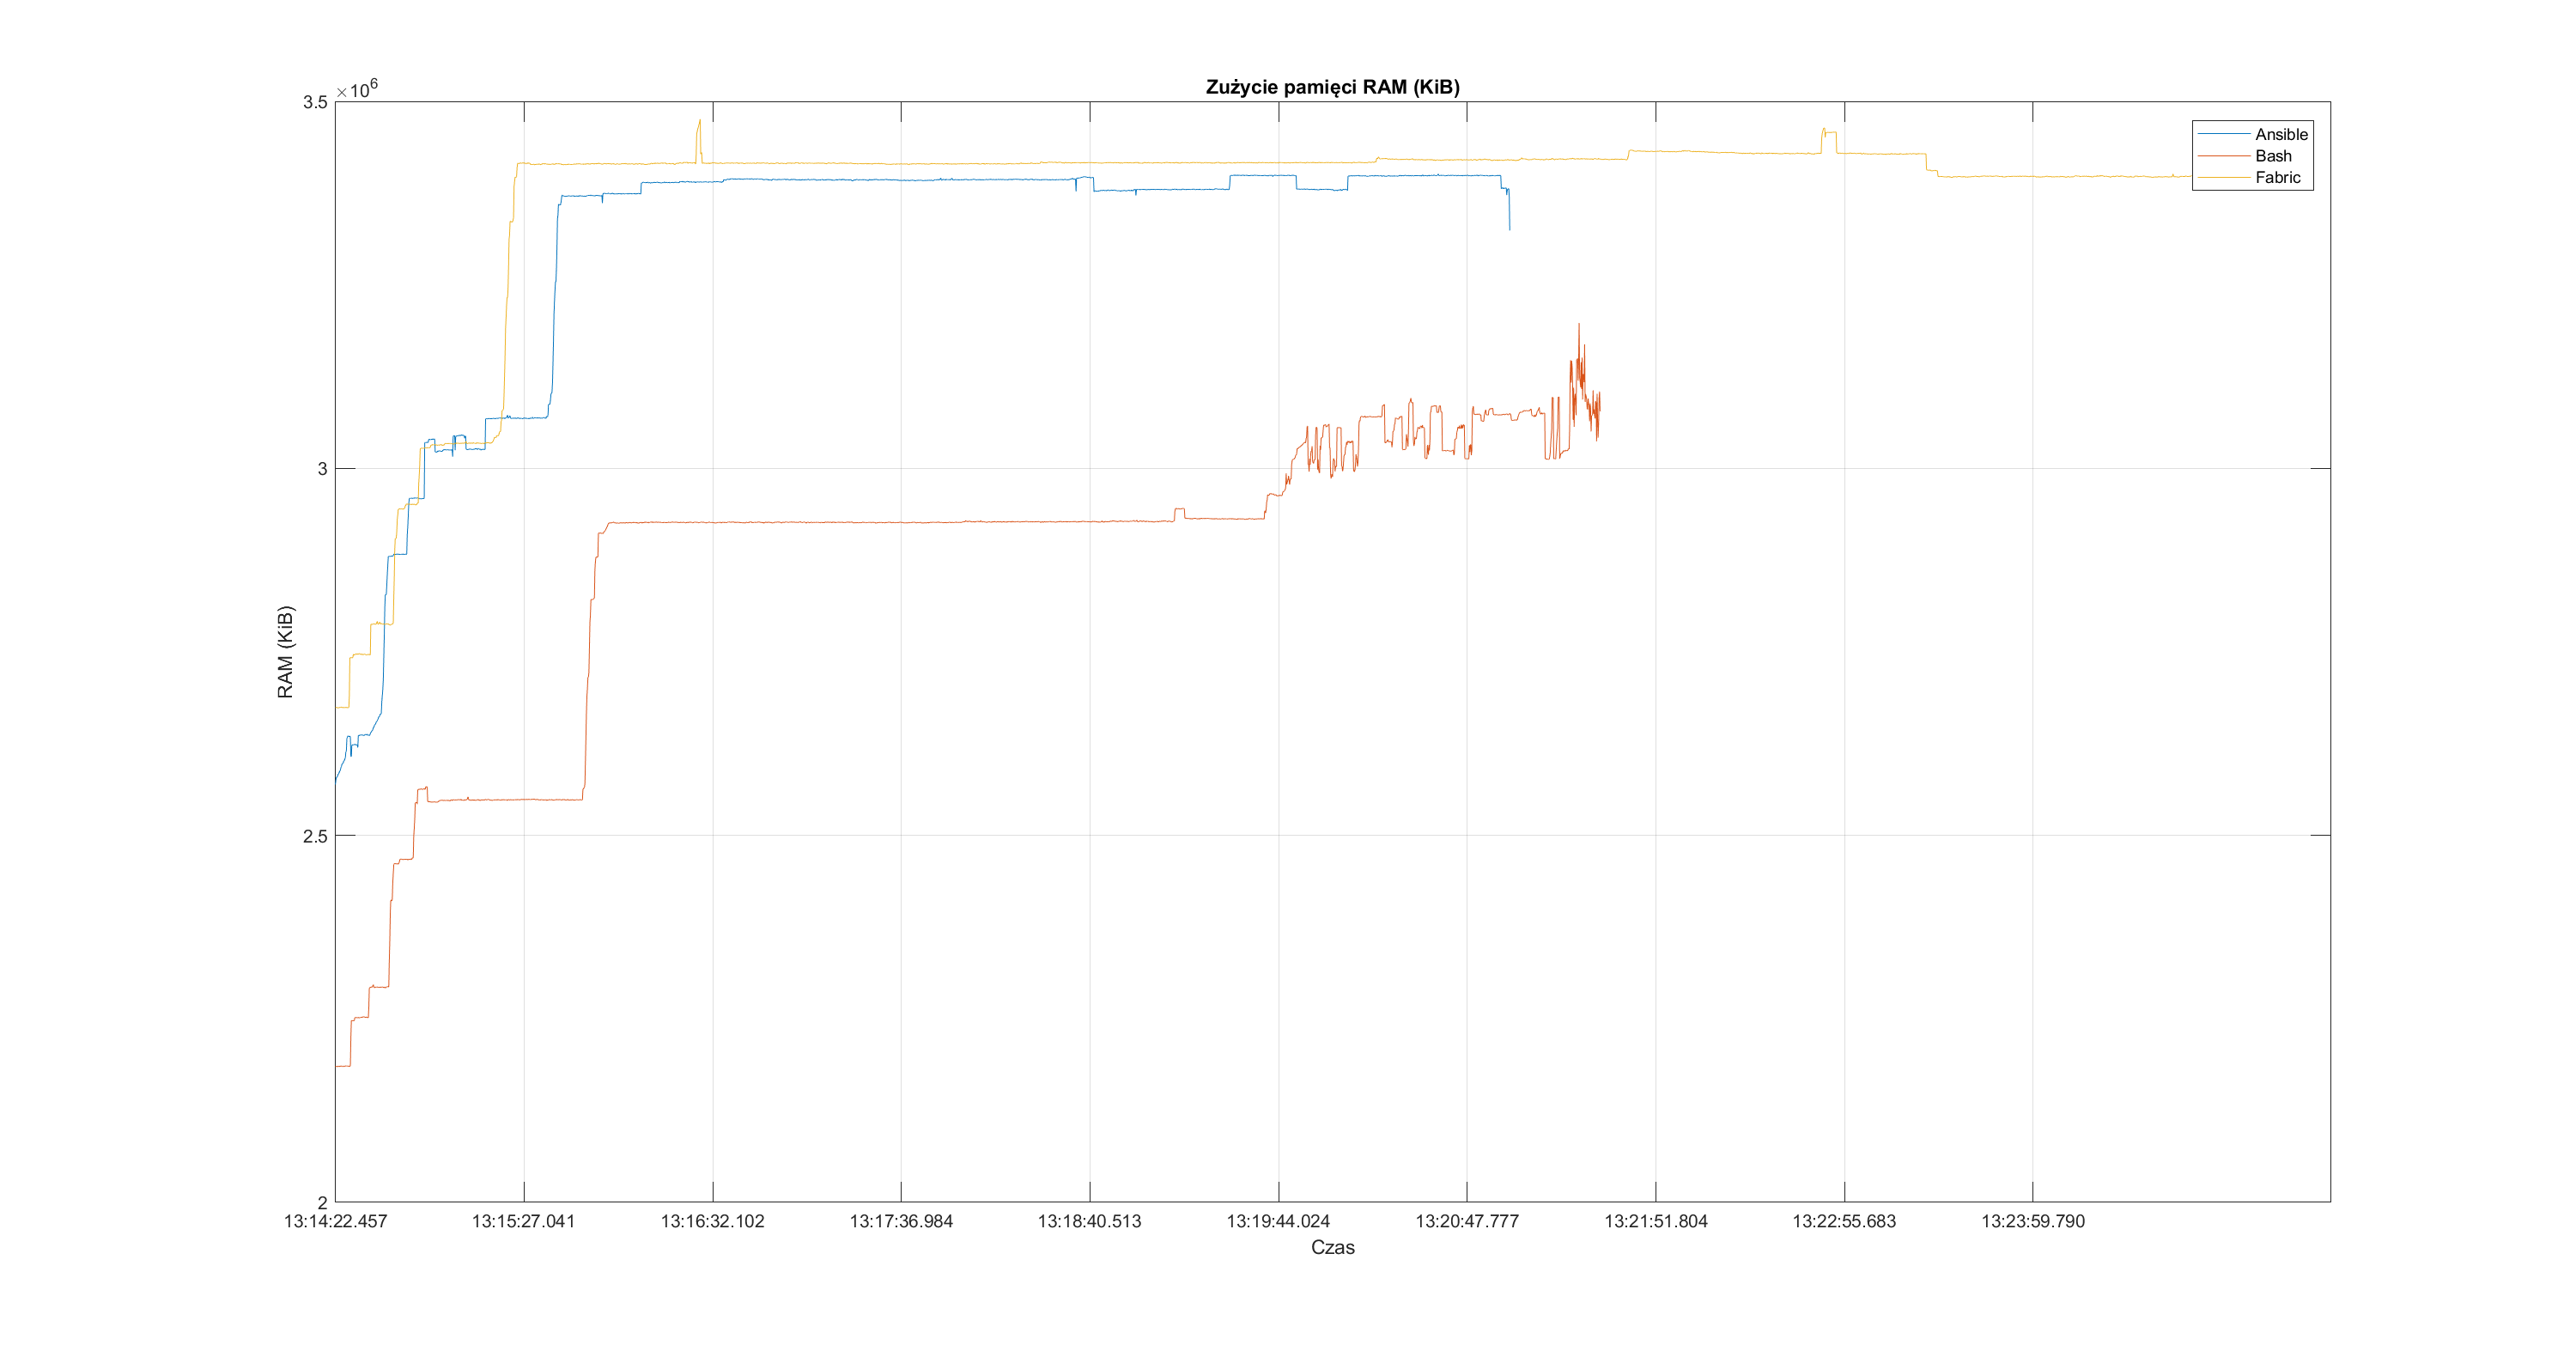 Zużycie pamięci RAM (KiB)
×10⁶
3.5
3
2.5
2
RAM (KiB)
13:14:22.457
13:15:27.041
13:16:32.102
13:17:36.984
13:18:40.513
13:19:44.024
13:20:47.777
13:21:51.804
13:22:55.683
13:23:59.790
Czas
Ansible
Bash
Fabric